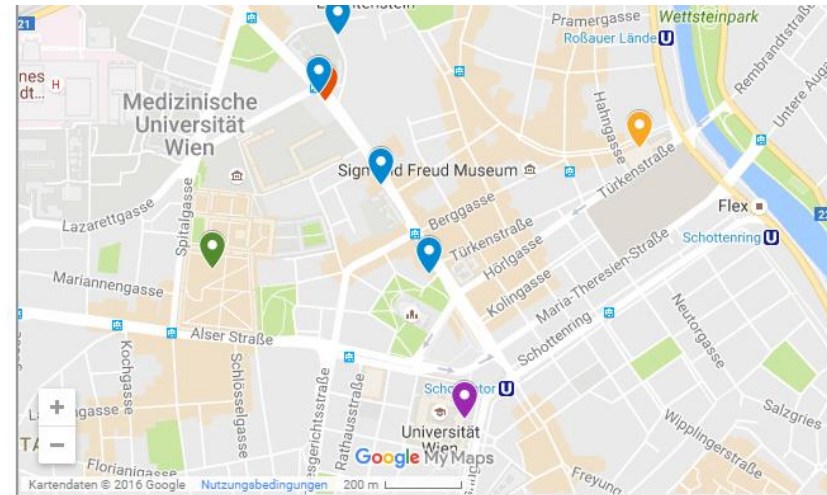 21
Pramergasse
Wettsteinpark
Roßauer Lände U
Rembrandtstraße
H
Medizinische
Universität
Wien
Hahngasse
Untere
Freud Museum
Türkenstraße
Berggasse
Flex
Lazarettgasse
Spitalgasse
Türkenstraße
Schottenring U
Hörlgasse
Maria-Theresien-Straße
Kolingasse
Mariannengasse
Neutorgasse
Alser Straße
Schottenring
Kochgasse
Schlösselgasse
U
+
Salzgries
Rathausstraße
Universität
Wien
Wipplingerstraße
−
Google My Maps
Florianigasse
Freyung
Kartendaten © 2016 Google Nutzungsbedingungen 200 m